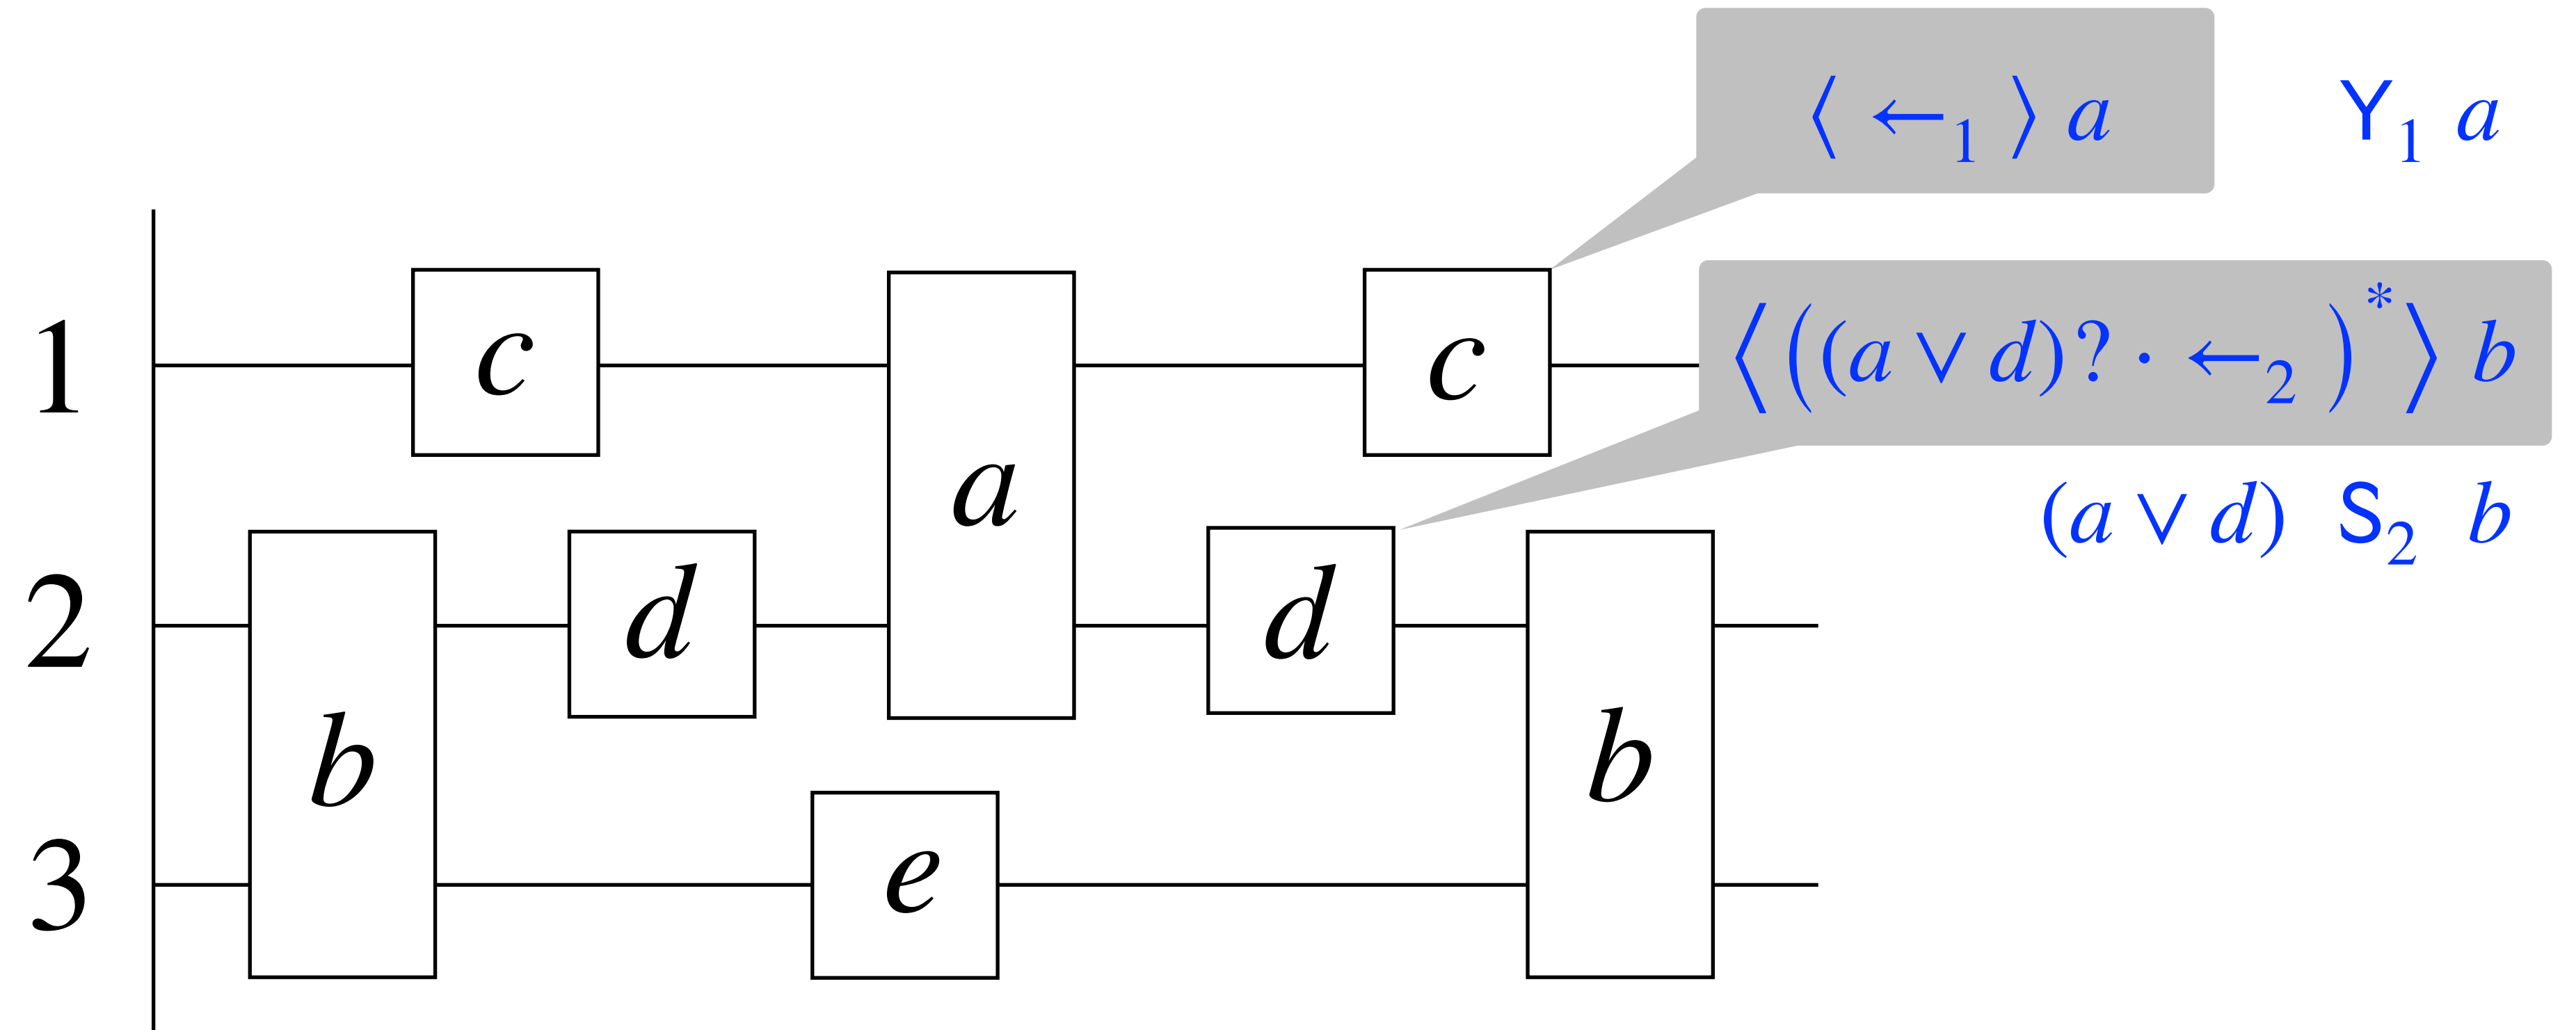 ⟨ ←₁ ⟩ a Y₁ a
1 c a c ⟨((a ∨ d)? · ←₂ )*⟩ b
(a ∨ d) S₂ b
2 b d d b
3 e